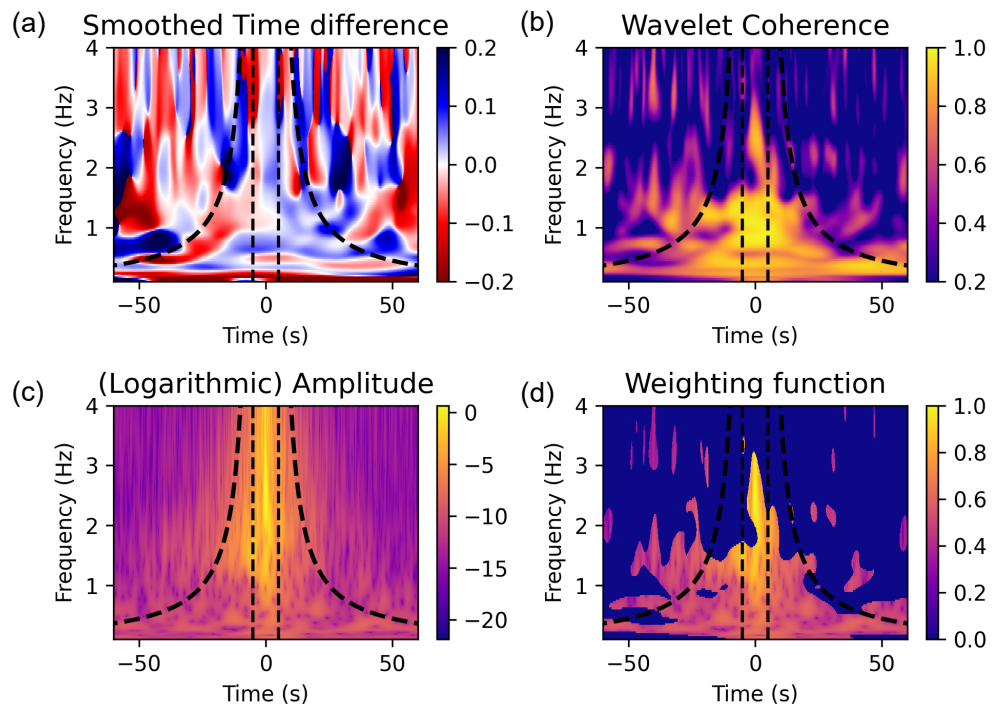 (a) Smoothed Time difference
4
3
2
1
Frequency (Hz)
−50 0 50
Time (s)
0.2
0.1
0.0
−0.1
−0.2
(b) Wavelet Coherence
4
3
2
1
Frequency (Hz)
−50 0 50
Time (s)
1.0
0.8
0.6
0.4
0.2
(c) (Logarithmic) Amplitude
4
3
2
1
Frequency (Hz)
−50 0 50
Time (s)
0
−5
−10
−15
−20
(d) Weighting function
4
3
2
1
Frequency (Hz)
−50 0 50
Time (s)
1.0
0.8
0.6
0.4
0.2
0.0